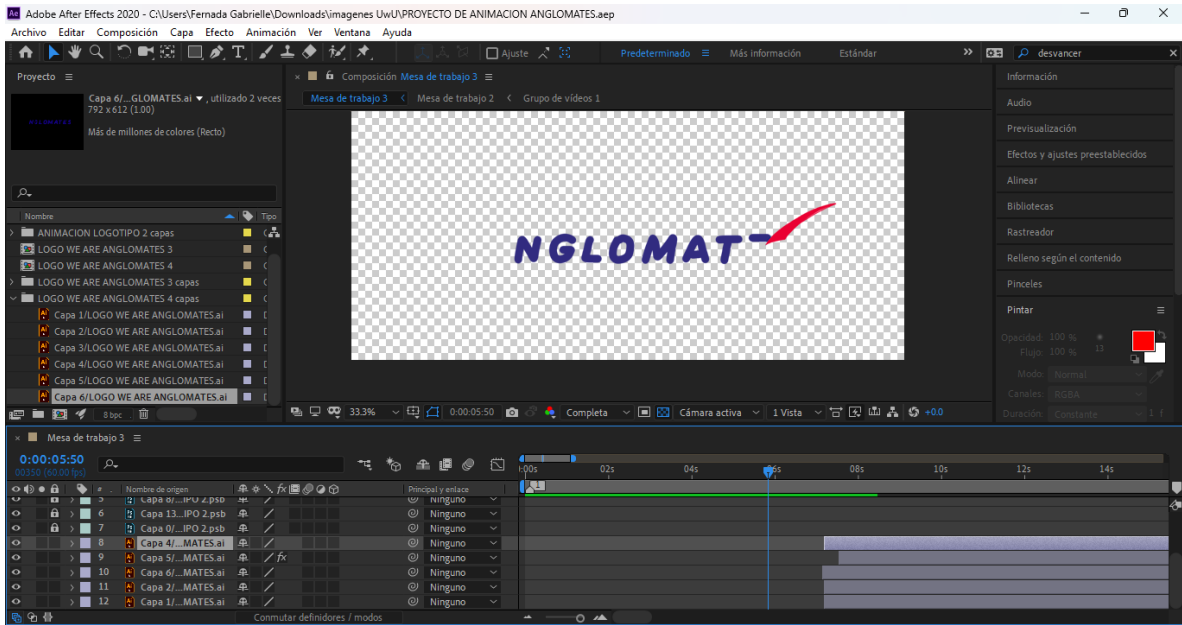 Adobe After Effects 2020 - C:\Users\Fernada Gabrielle\Downloads\imagenes UwU\PROYECTO DE ANIMACION ANGLOMATES.aep
Archivo Editar Composición Capa Efecto Animación Ver Ventana Ayuda
Ajuste Predeterminado Más información Estándar desvancer
Proyecto
Composición Mesa de trabajo 3
Mesa de trabajo 3 Mesa de trabajo 2 Grupo de vídeos 1
Capa 6/...GLOMATES.ai , utilizado 2 veces
792 x 612 (1.00)
Más de millones de colores (Recto)
Nombre Tipo
ANIMACION LOGOTIPO 2 capas
LOGO WE ARE ANGLOMATES 3
LOGO WE ARE ANGLOMATES 4
LOGO WE ARE ANGLOMATES 3 capas
LOGO WE ARE ANGLOMATES 4 capas
Capa 1/LOGO WE ARE ANGLOMATES.ai
Capa 2/LOGO WE ARE ANGLOMATES.ai
Capa 3/LOGO WE ARE ANGLOMATES.ai
Capa 4/LOGO WE ARE ANGLOMATES.ai
Capa 5/LOGO WE ARE ANGLOMATES.ai
Capa 6/LOGO WE ARE ANGLOMATES.ai
8 bpc
NGLOMAT
33.3% 0:00:05:50 Completa Cámara activa 1 Vista +0.0
Información
Audio
Previsualización
Efectos y ajustes preestablecidos
Alinear
Bibliotecas
Rastreador
Relleno según el contenido
Pinceles
Pintar
Opacidad: 100 %
Flujo: 100 % 13
Modo: Normal
Canales: RGBA
Duración: Constante 1 f
Mesa de trabajo 3
0:00:05:50
00350 (60.00 fps)
:00s 02s 04s 06s 08s 10s 12s 14s
Nombre de origen Principal y enlace
1
5 Capa 8/...IPO 2.psb Ninguno
6 Capa 13...IPO 2.psb Ninguno
7 Capa 0/...IPO 2.psb Ninguno
8 Capa 4/...MATES.ai Ninguno
9 Capa 5/...MATES.ai fx Ninguno
10 Capa 6/...MATES.ai Ninguno
11 Capa 2/...MATES.ai Ninguno
12 Capa 1/...MATES.ai Ninguno
Conmutar definidores / modos